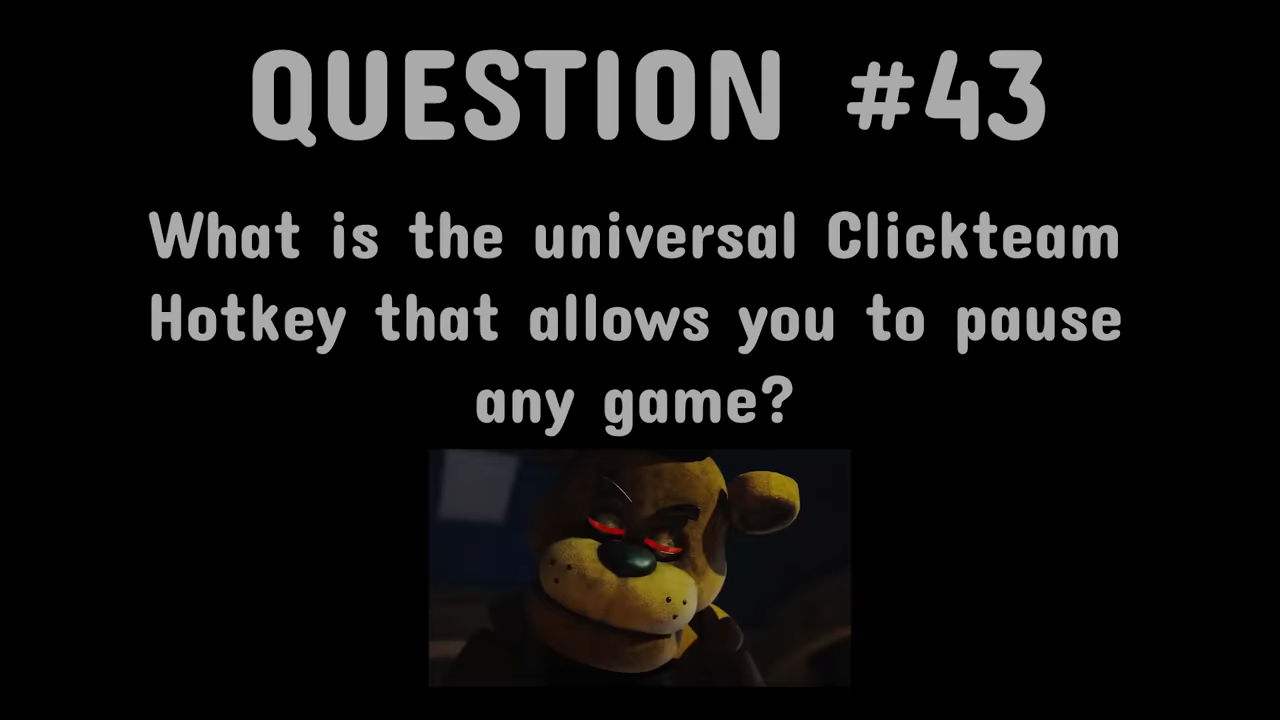 QUESTION #43
What is the universal Clickteam
Hotkey that allows you to pause
any game?